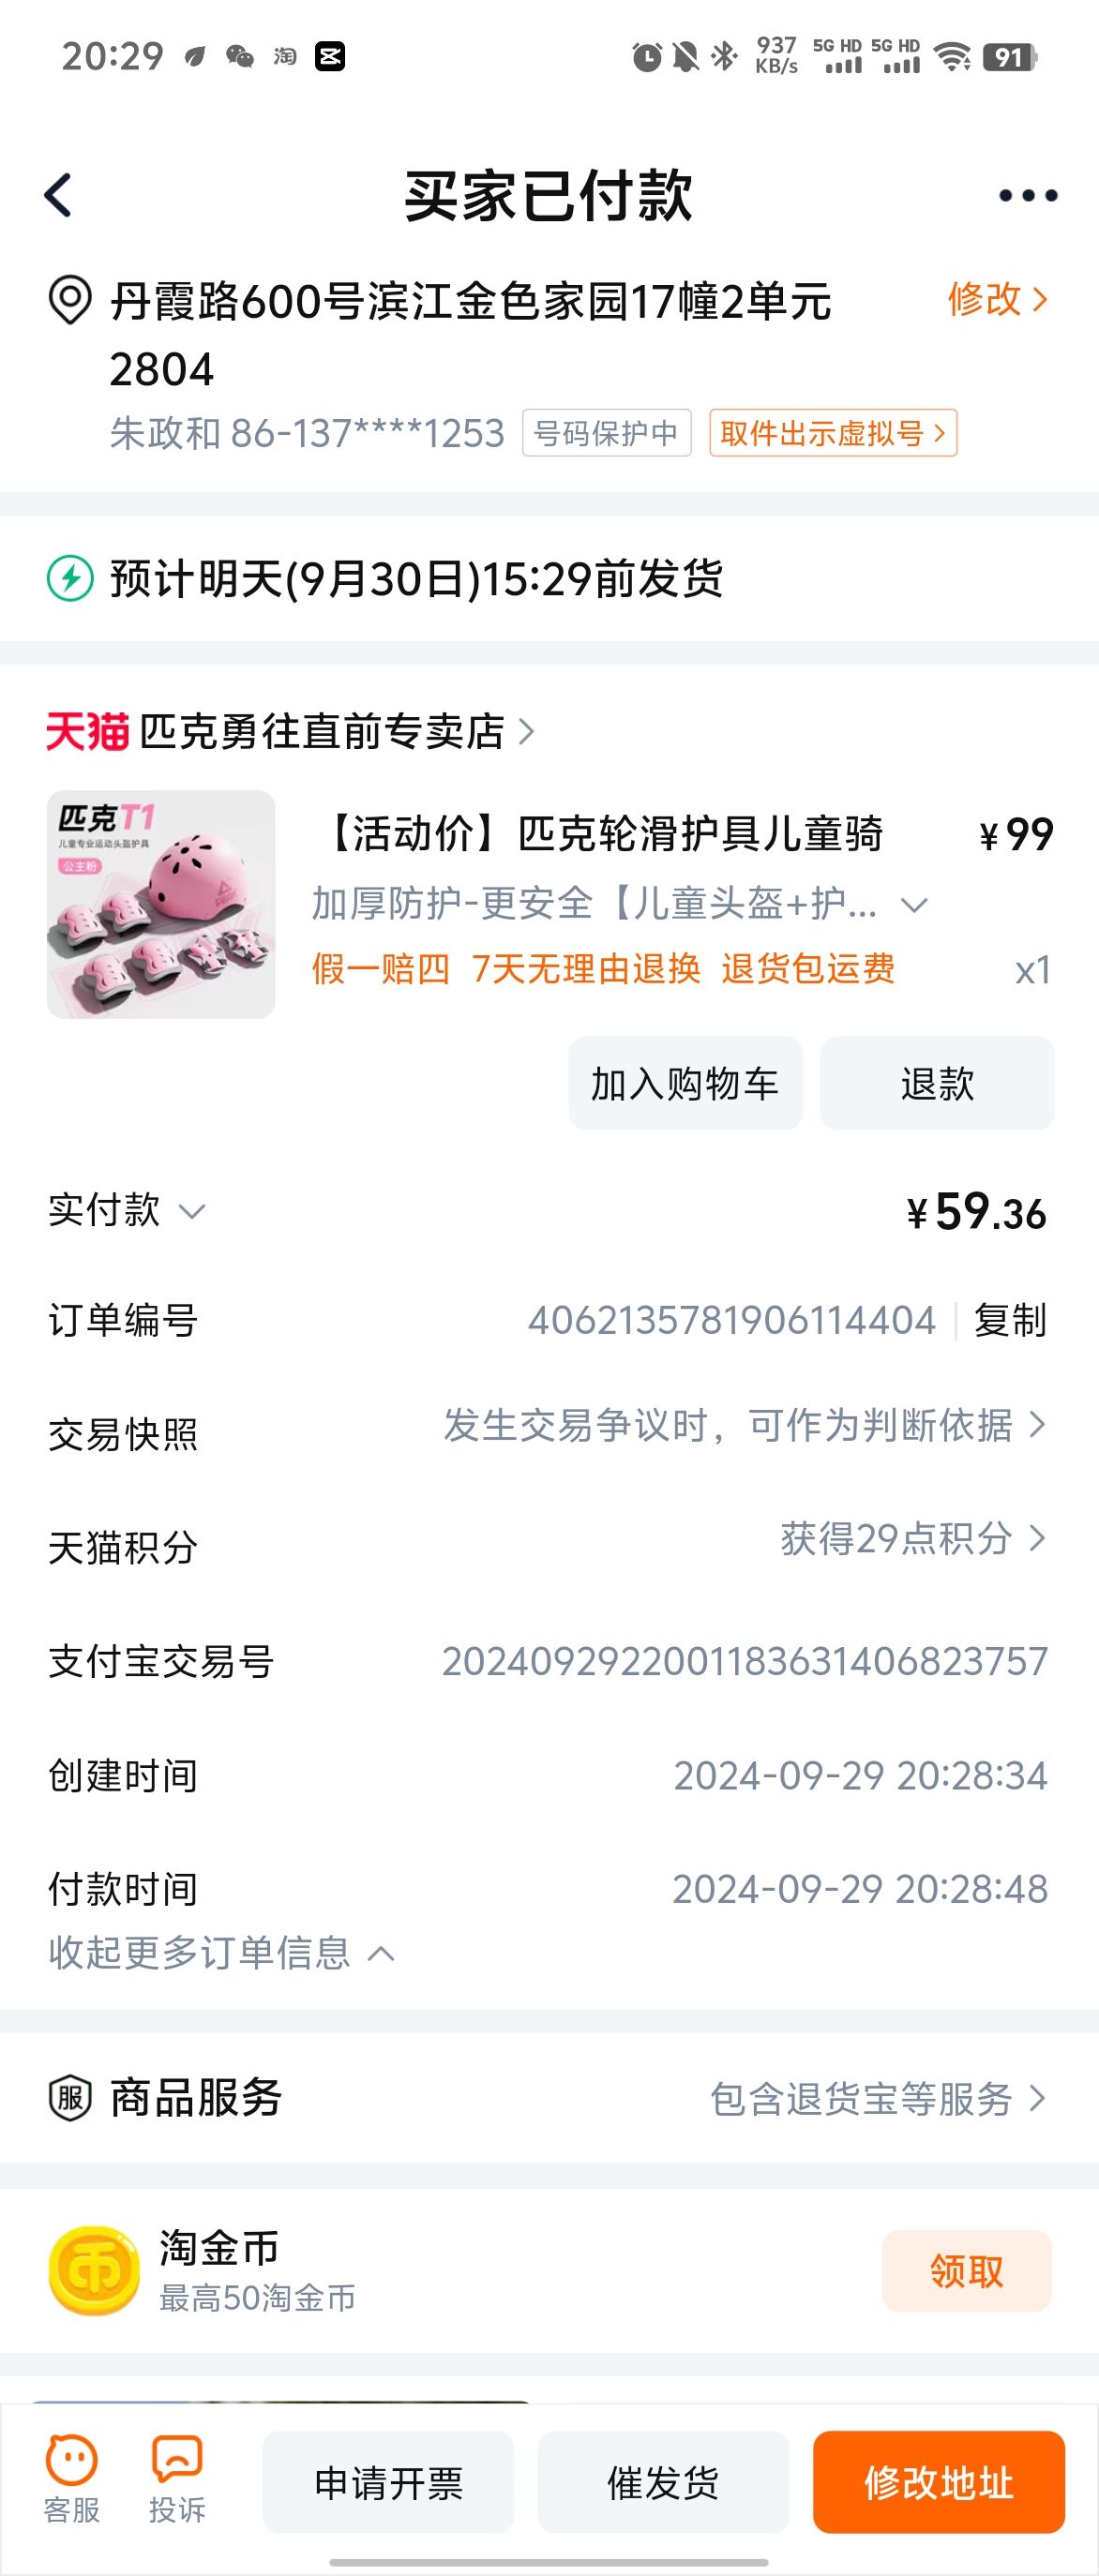 20:29 淘 937 KB/s 5G HD 5G HD 91
买家已付款
丹霞路600号滨江金色家园17幢2单元 修改
2804
朱政和 86-137****1253 号码保护中 取件出示虚拟号
预计明天(9月30日)15:29前发货
天猫 匹克勇往直前专卖店
匹克T1
儿童专业运动头盔护具
公主粉
【活动价】匹克轮滑护具儿童骑 ¥99
加厚防护-更安全【儿童头盔+护...
假一赔四 7天无理由退换 退货包运费 x1
加入购物车 退款
实付款 ¥59.36
订单编号 4062135781906114404 复制
交易快照 发生交易争议时，可作为判断依据
天猫积分 获得29点积分
支付宝交易号 2024092922001183631406823757
创建时间 2024-09-29 20:28:34
付款时间 2024-09-29 20:28:48
收起更多订单信息
服 商品服务 包含退货宝等服务
币 淘金币 领取
最高50淘金币
客服 投诉 申请开票 催发货 修改地址